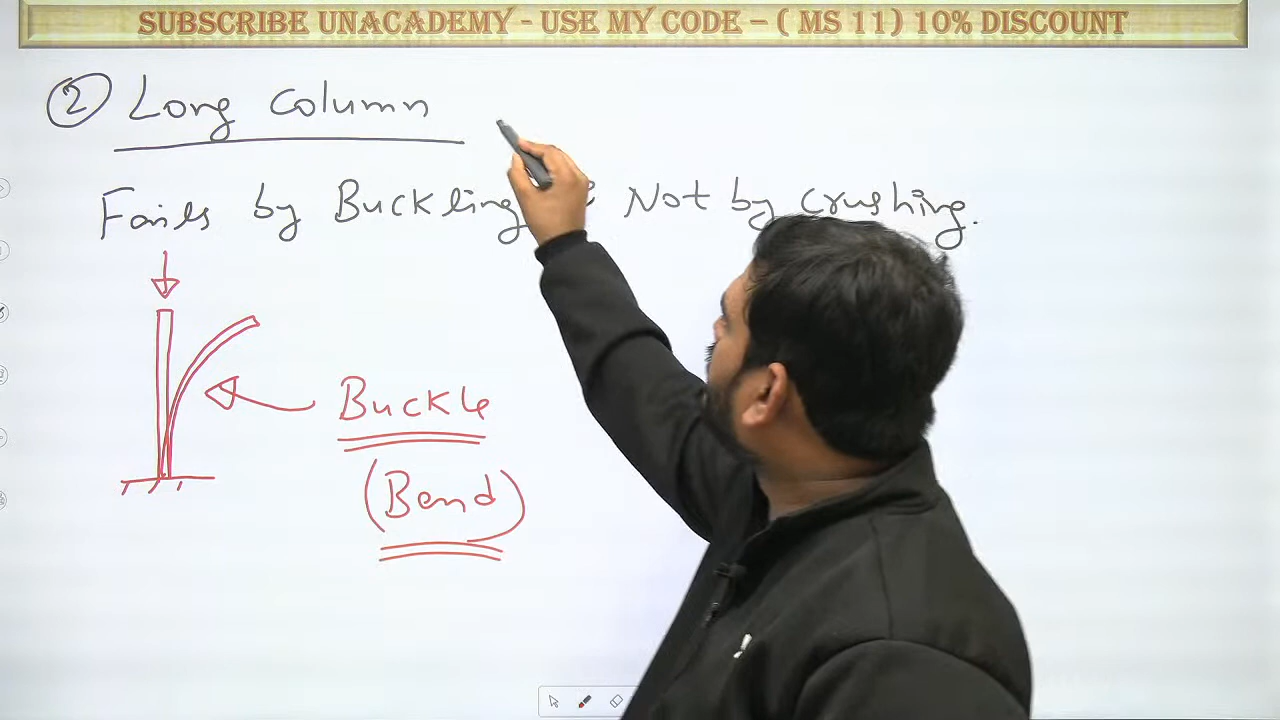 SUBSCRIBE UNACADEMY - USE MY CODE – ( MS 11) 10% DISCOUNT
② Long Column
Fails by Buckling Not by crushing.
Buckle
(Bend)